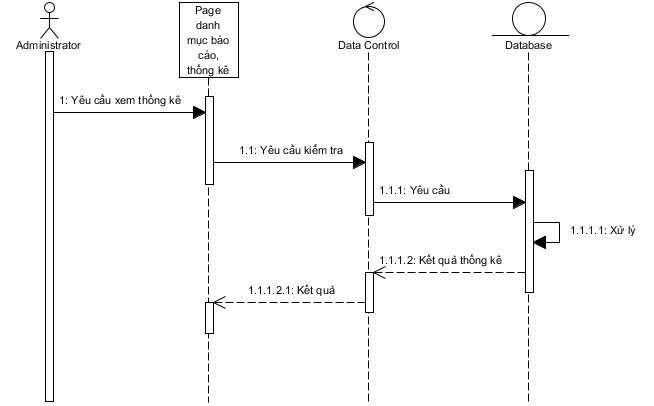 Page
danh
mục báo
cáo,
thống kê
Administrator
Data Control
Database
1: Yêu cầu xem thống kê
1.1: Yêu cầu kiểm tra
1.1.1: Yêu cầu
1.1.1.1: Xử lý
1.1.1.2: Kết quả thống kê
1.1.1.2.1: Kết quả